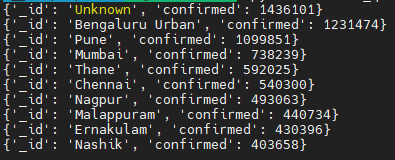 {'_id': 'Unknown', 'confirmed': 1436101}
{'_id': 'Bengaluru Urban', 'confirmed': 1231474}
{'_id': 'Pune', 'confirmed': 1099851}
{'_id': 'Mumbai', 'confirmed': 738239}
{'_id': 'Thane', 'confirmed': 592025}
{'_id': 'Chennai', 'confirmed': 540300}
{'_id': 'Nagpur', 'confirmed': 493063}
{'_id': 'Malappuram', 'confirmed': 440734}
{'_id': 'Ernakulam', 'confirmed': 430396}
{'_id': 'Nashik', 'confirmed': 403658}